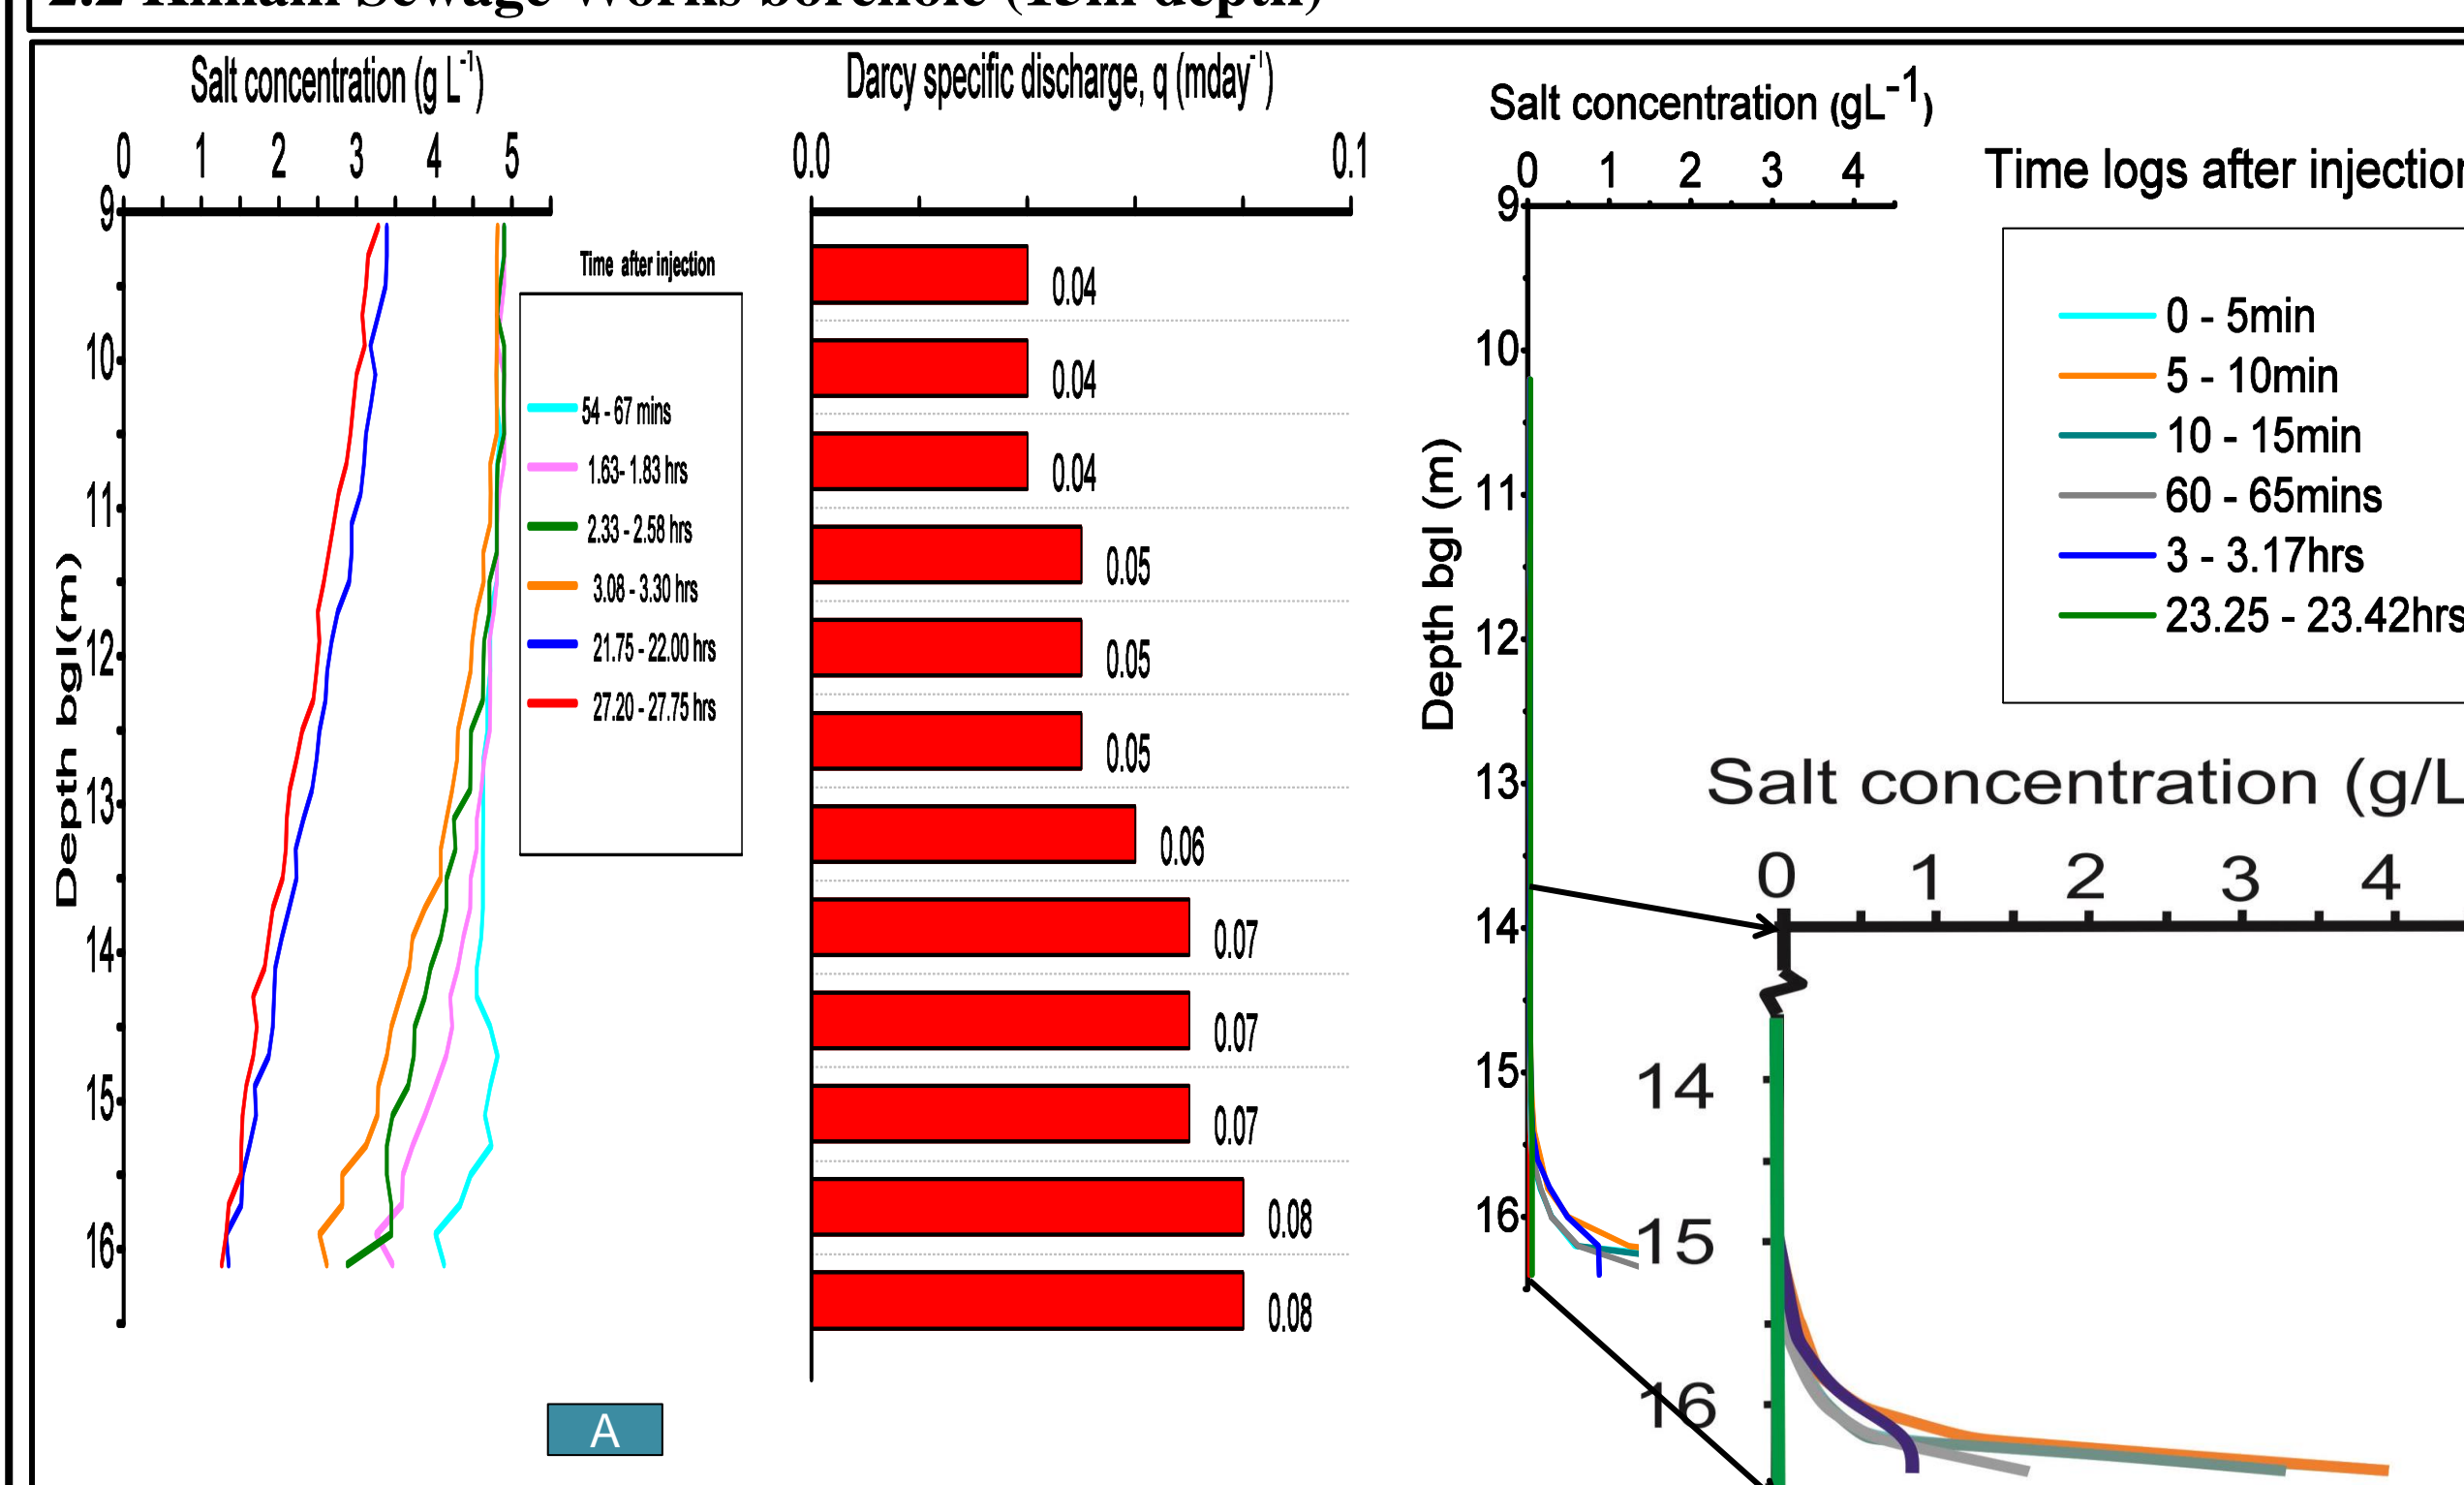 Salt concentration (g L-1)
0 1 2 3 4 5
9
10
11
12
13
14
15
16
Depth bgl(m)
Time after injection
54 - 67 mins
1.63- 1.83 hrs
2.33 - 2.58 hrs
3.08 - 3.30 hrs
21.75 - 22.00 hrs
27.20 - 27.75 hrs
A
Darcy specific discharge, q (mday-1)
0.0 0.1
0.04
0.04
0.04
0.05
0.05
0.05
0.06
0.07
0.07
0.07
0.08
0.08
Salt concentration (gL-1)
0 1 2 3 4
9
10
11
12
13
14
15
16
Depth bgl (m)
Time logs after injection
0 - 5min
5 - 10min
10 - 15min
60 - 65mins
3 - 3.17hrs
23.25 - 23.42hrs
Salt concentration (g/L
0 1 2 3 4
14
15
16